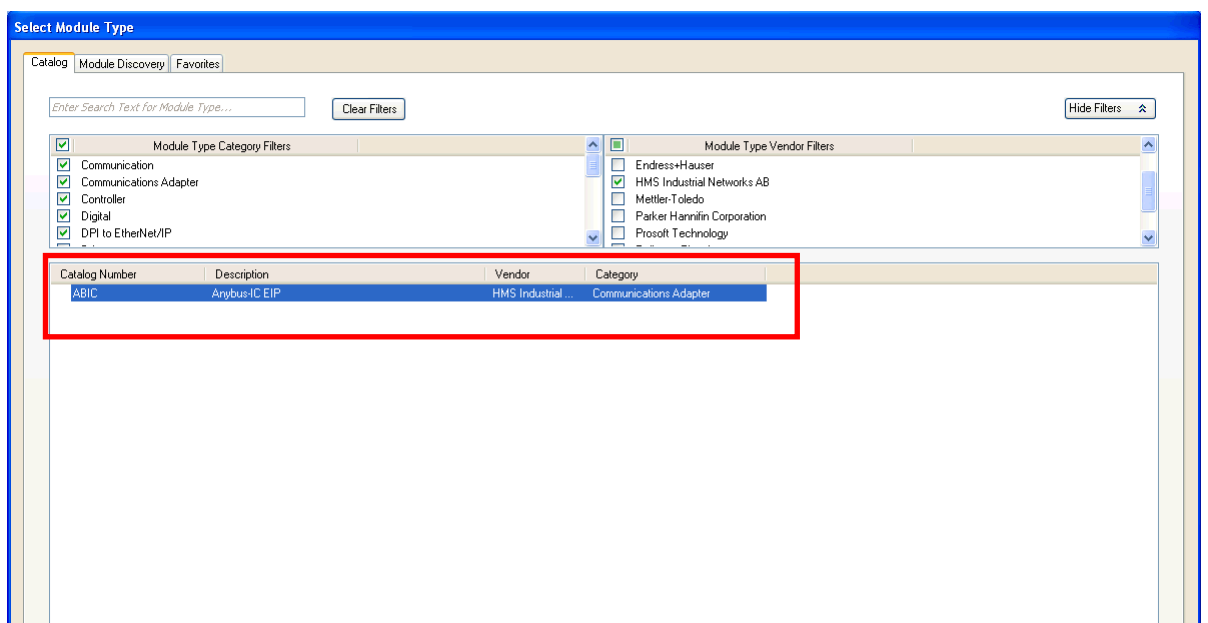 Select Module Type
Catalog Module Discovery Favorites
Enter Search Text for Module Type... Clear Filters Hide Filters
Module Type Category Filters Module Type Vendor Filters
Communication Endress+Hauser
Communications Adapter HMS Industrial Networks AB
Controller Mettler-Toledo
Digital Parker Hannifin Corporation
DPI to EtherNet/IP Prosoft Technology
Catalog Number Description Vendor Category
ABIC Anybus-IC EIP HMS Industrial ... Communications Adapter